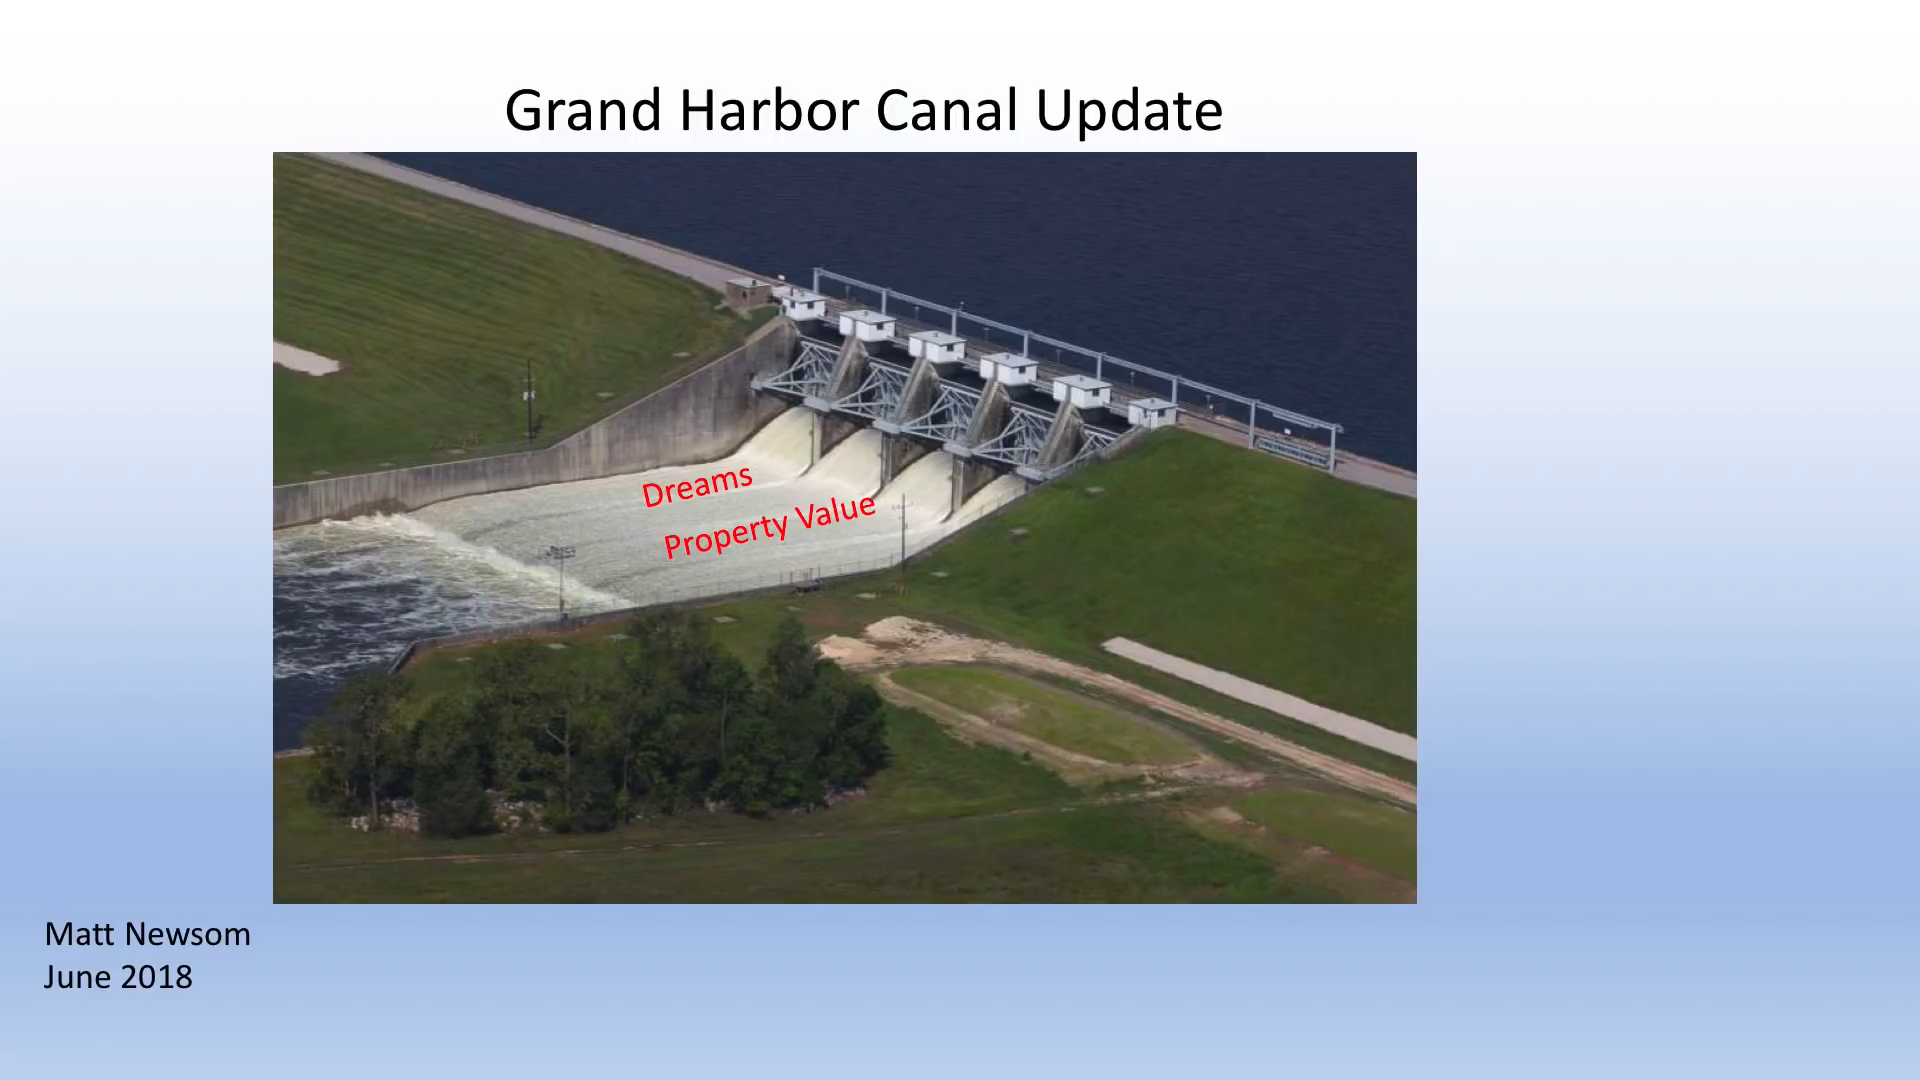 Grand Harbor Canal Update
Dreams
Property Value
Matt Newsom
June 2018